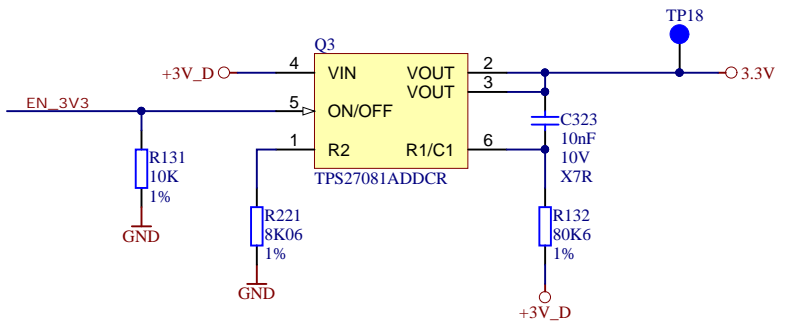 TP18
Q3
+3V_D
4
VIN
VOUT
2
3.3V
VOUT
3
EN_3V3
5
ON/OFF
C323
10nF
10V
X7R
1
R2
R1/C1
6
TPS27081ADDCR
R131
10K
1%
GND
R221
8K06
1%
GND
R132
80K6
1%
+3V_D